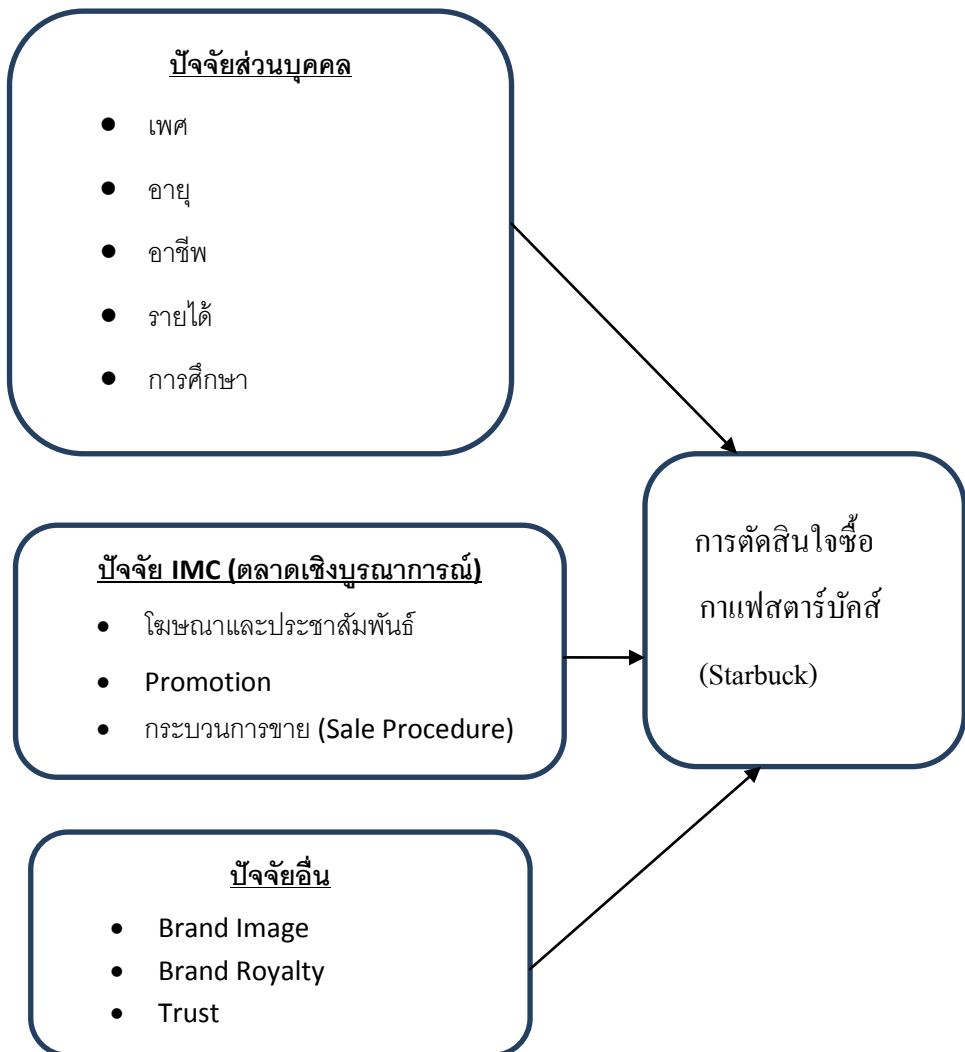 ปัจจัยส่วนบุคคล
● เพศ
● อายุ
● อาชีพ
● รายได้
● การศึกษา
ปัจจัย IMC (ตลาดเชิงบูรณาการณ์)
● โฆษณาและประชาสัมพันธ์
● Promotion
● กระบวนการขาย (Sale Procedure)
ปัจจัยอื่น
● Brand Image
● Brand Royalty
● Trust
การตัดสินใจซื้อ
กาแฟสตาร์บัคส์
(Starbuck)